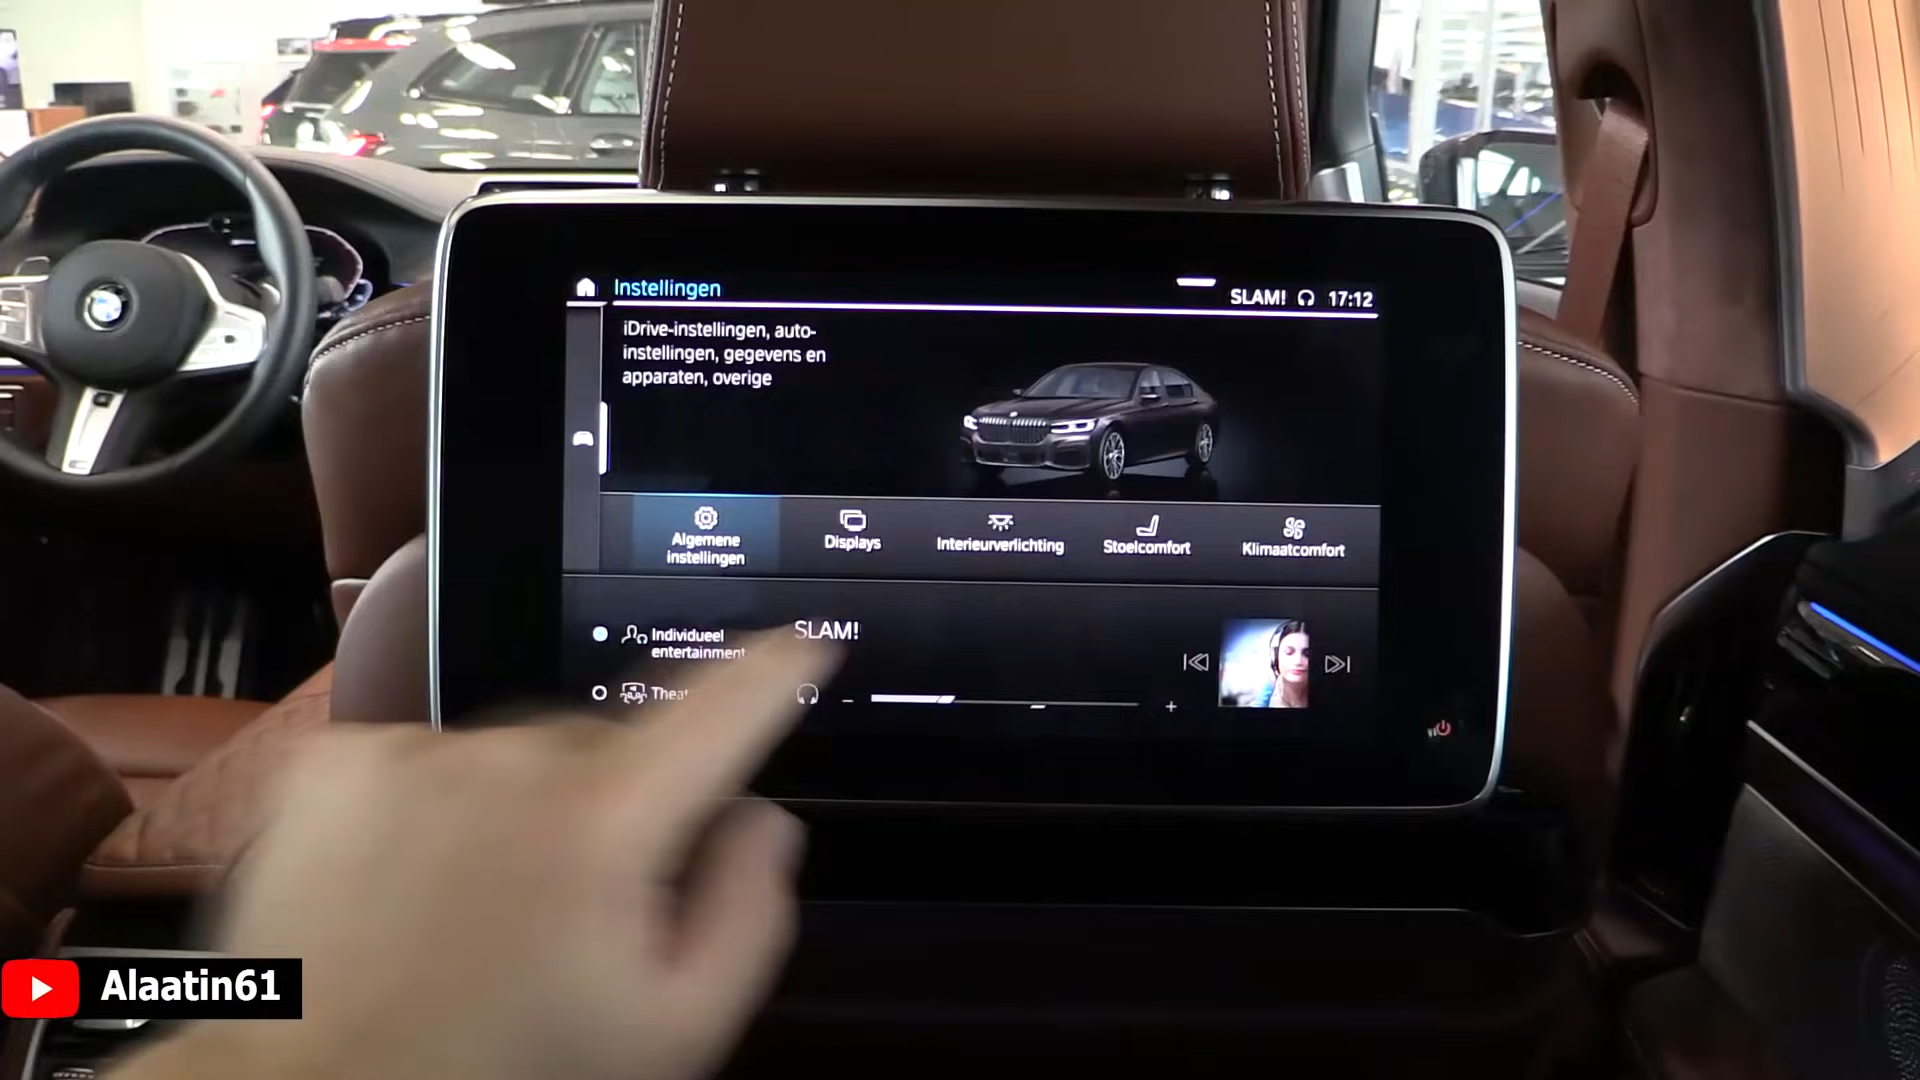 Instellingen
SLAM! 17:12
iDrive-instellingen, auto-
instellingen, gegevens en
apparaten, overige
Algemene
instellingen
Displays
Interieurverlichting
Stoelcomfort
Klimaatcomfort
Individueel
entertainment
SLAM!
Alaatin61